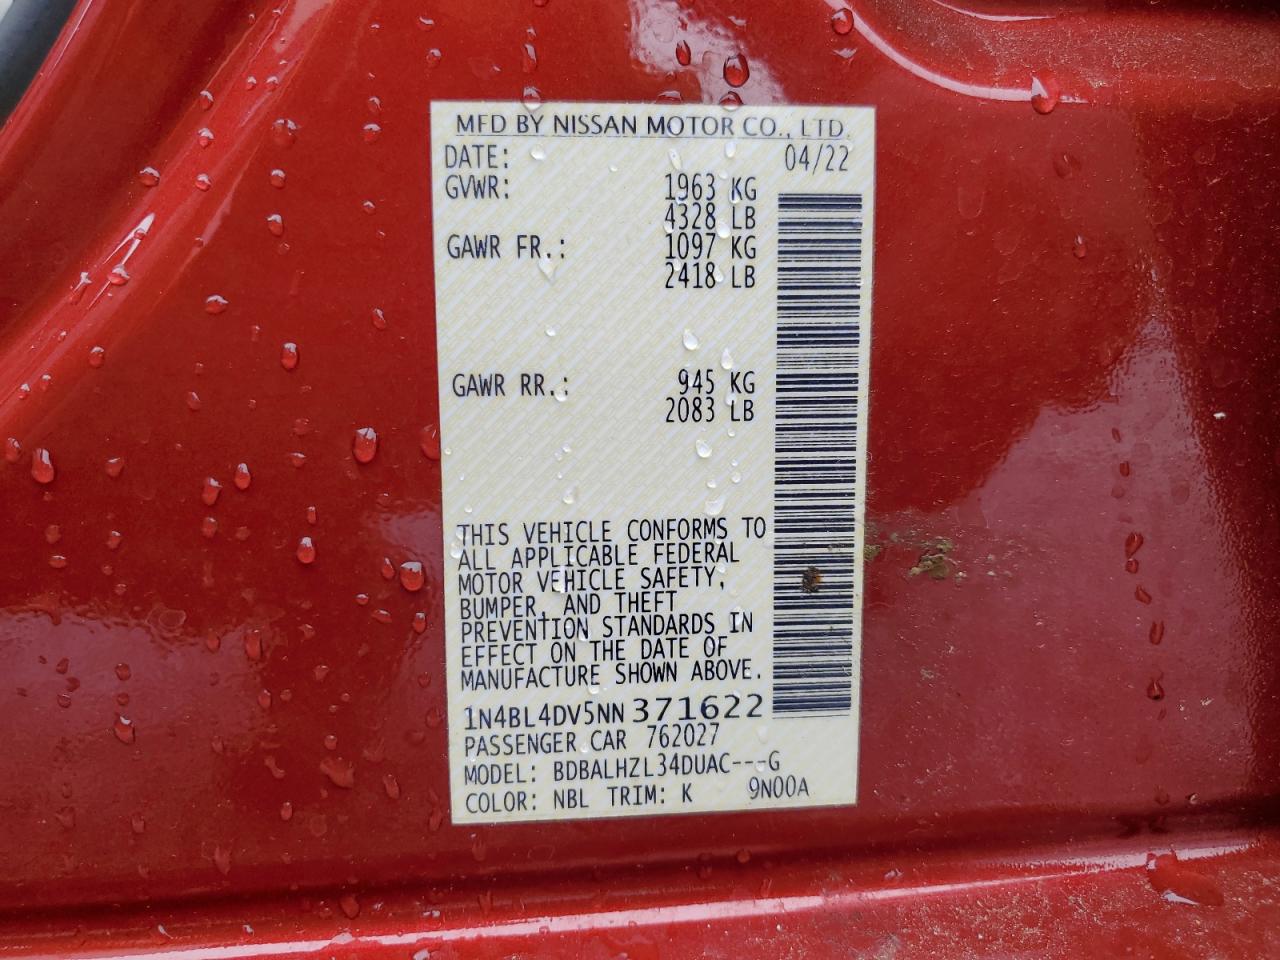 MFD BY NISSAN MOTOR CO., LTD.
DATE: 04/22
GVWR: 1963 KG
4328 LB
GAWR FR.: 1097 KG
2418 LB
GAWR RR.: 945 KG
2083 LB
THIS VEHICLE CONFORMS TO
ALL APPLICABLE FEDERAL
MOTOR VEHICLE SAFETY,
BUMPER, AND THEFT
PREVENTION STANDARDS IN
EFFECT ON THE DATE OF
MANUFACTURE SHOWN ABOVE.
1N4BL4DV5NN371622
PASSENGER CAR 762027
MODEL: BDBALHZL34DUAC---G
COLOR: NBL TRIM: K 9N00A